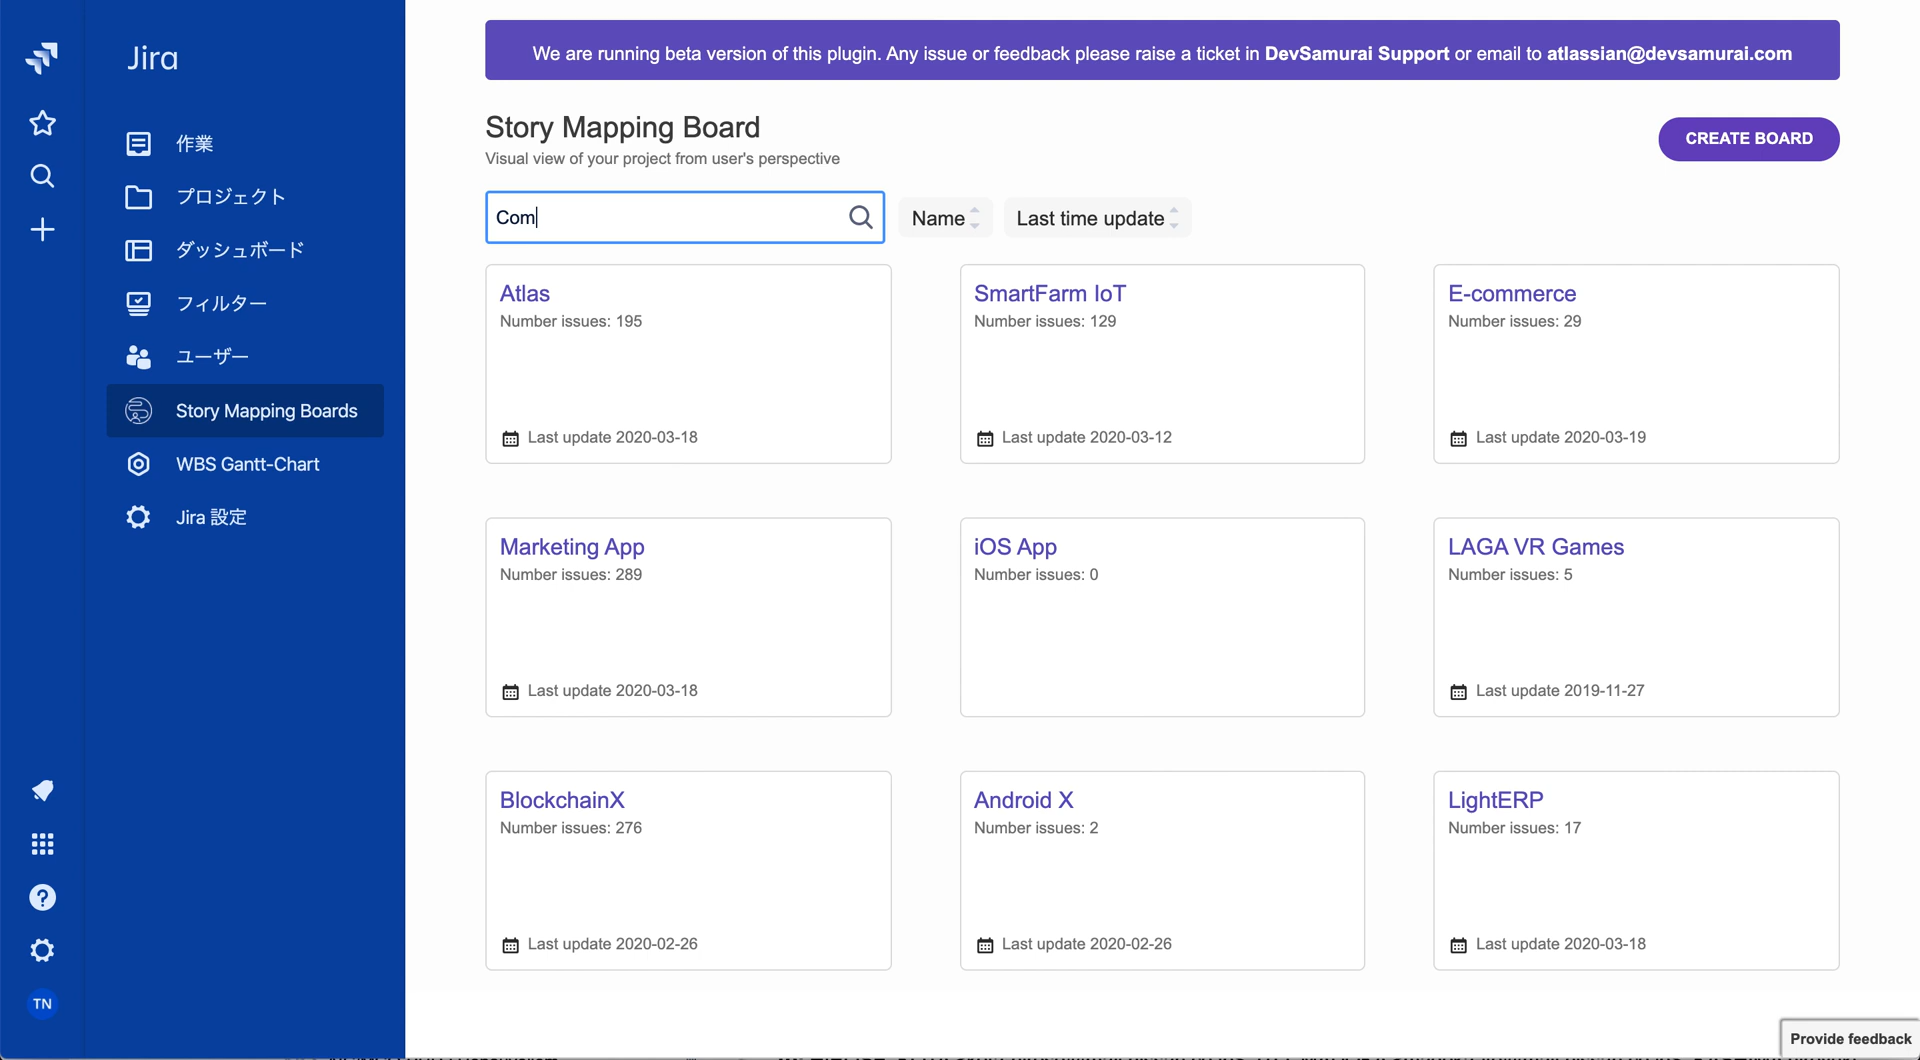 Jira
作業
プロジェクト
ダッシュボード
フィルター
ユーザー
Story Mapping Boards
WBS Gantt-Chart
Jira 設定
TN
We are running beta version of this plugin. Any issue or feedback please raise a ticket in DevSamurai Support or email to atlassian@devsamurai.com
Story Mapping Board
Visual view of your project from user's perspective
CREATE BOARD
Com
Name
Last time update
Atlas
Number issues: 195
Last update 2020-03-18
SmartFarm IoT
Number issues: 129
Last update 2020-03-12
E-commerce
Number issues: 29
Last update 2020-03-19
Marketing App
Number issues: 289
Last update 2020-03-18
iOS App
Number issues: 0
LAGA VR Games
Number issues: 5
Last update 2019-11-27
BlockchainX
Number issues: 276
Last update 2020-02-26
Android X
Number issues: 2
Last update 2020-02-26
LightERP
Number issues: 17
Last update 2020-03-18
Provide feedback